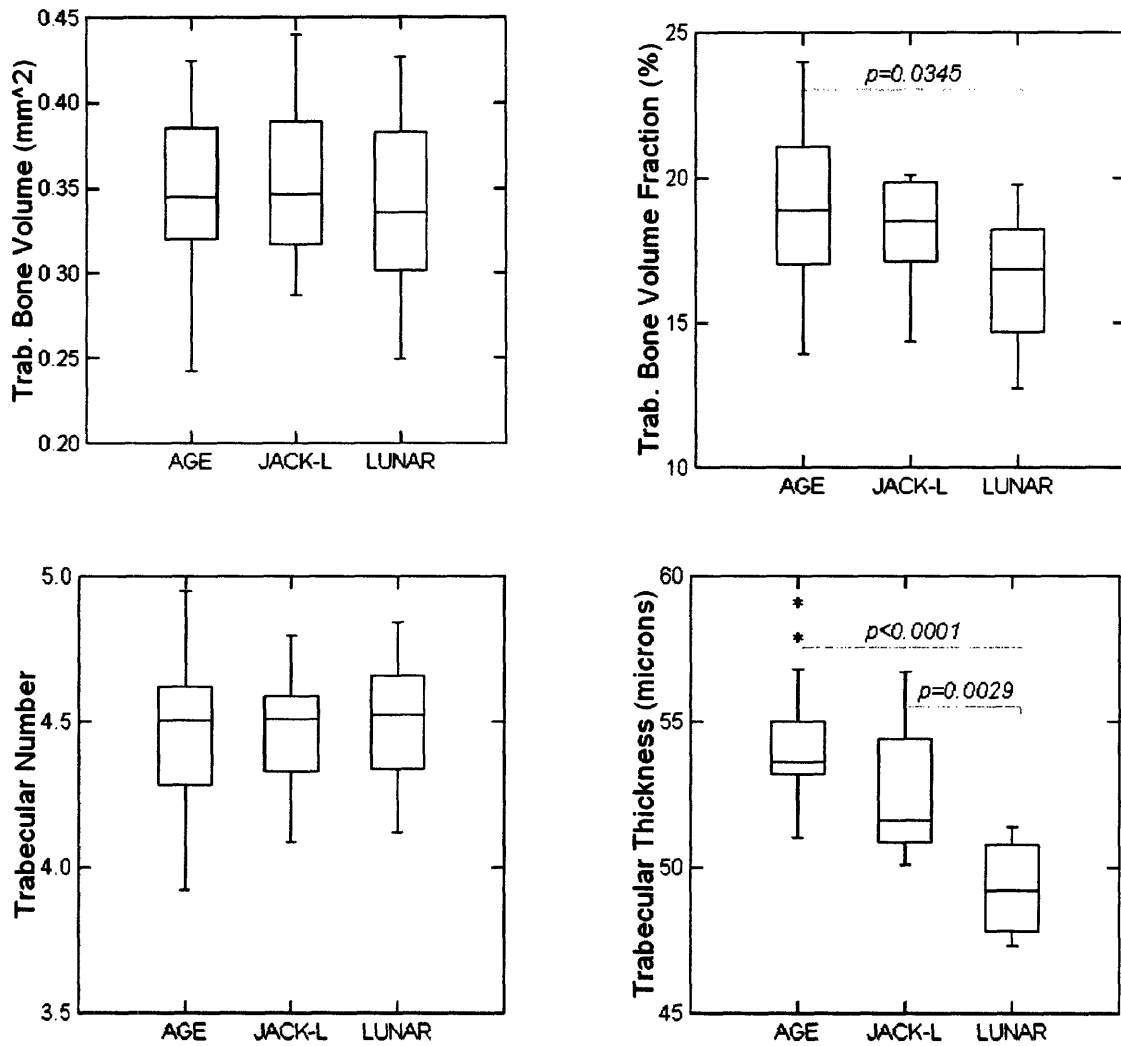 Trab. Bone Volume (mm^2)
0.45
0.40
0.35
0.30
0.25
0.20
AGE JACK-L LUNAR
Trab. Bone Volume Fraction (%)
25
20
15
10
p=0.0345
AGE JACK-L LUNAR
Trabecular Number
5.0
4.5
4.0
3.5
AGE JACK-L LUNAR
Trabecular Thickness (microns)
60
55
50
45
*
*
p<0.0001
p=0.0029
AGE JACK-L LUNAR